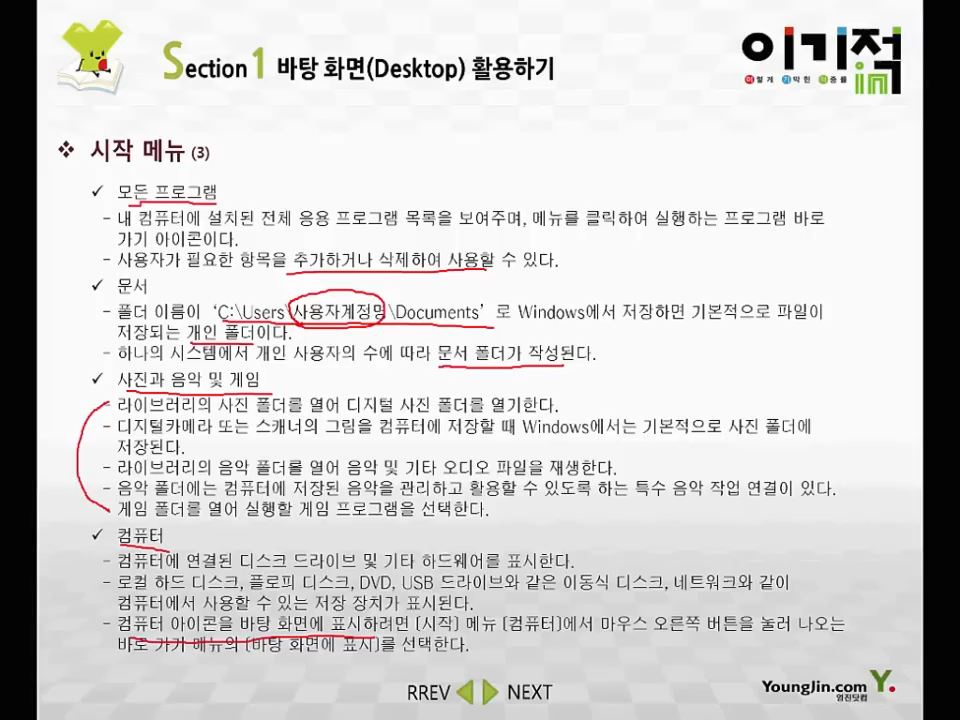 Section 1 바탕 화면(Desktop) 활용하기
이기적 in
이렇게 기막힌 적중률
❖ 시작 메뉴 (3)
✓ 모든 프로그램
- 내 컴퓨터에 설치된 전체 응용 프로그램 목록을 보여주며, 메뉴를 클릭하여 실행하는 프로그램 바로
가기 아이콘이다.
- 사용자가 필요한 항목을 추가하거나 삭제하여 사용할 수 있다.
✓ 문서
- 폴더 이름이 ‘C:\Users\사용자계정명\Documents’로 Windows에서 저장하면 기본적으로 파일이
저장되는 개인 폴더이다.
- 하나의 시스템에서 개인 사용자의 수에 따라 문서 폴더가 작성된다.
✓ 사진과 음악 및 게임
- 라이브러리의 사진 폴더를 열어 디지털 사진 폴더를 열기한다.
- 디지털카메라 또는 스캐너의 그림을 컴퓨터에 저장할 때 Windows에서는 기본적으로 사진 폴더에
저장된다.
- 라이브러리의 음악 폴더를 열어 음악 및 기타 오디오 파일을 재생한다.
- 음악 폴더에는 컴퓨터에 저장된 음악을 관리하고 활용할 수 있도록 하는 특수 음악 작업 연결이 있다.
- 게임 폴더를 열어 실행할 게임 프로그램을 선택한다.
✓ 컴퓨터
- 컴퓨터에 연결된 디스크 드라이브 및 기타 하드웨어를 표시한다.
- 로컬 하드 디스크, 플로피 디스크, DVD, USB 드라이브와 같은 이동식 디스크, 네트워크와 같이
컴퓨터에서 사용할 수 있는 저장 장치가 표시된다.
- 컴퓨터 아이콘을 바탕 화면에 표시하려면 [시작] 메뉴 [컴퓨터]에서 마우스 오른쪽 버튼을 눌러 나오는
바로 가기 메뉴의 [바탕 화면에 표시]를 선택한다.
RREV NEXT
YoungJin.com Y.
영진닷컴